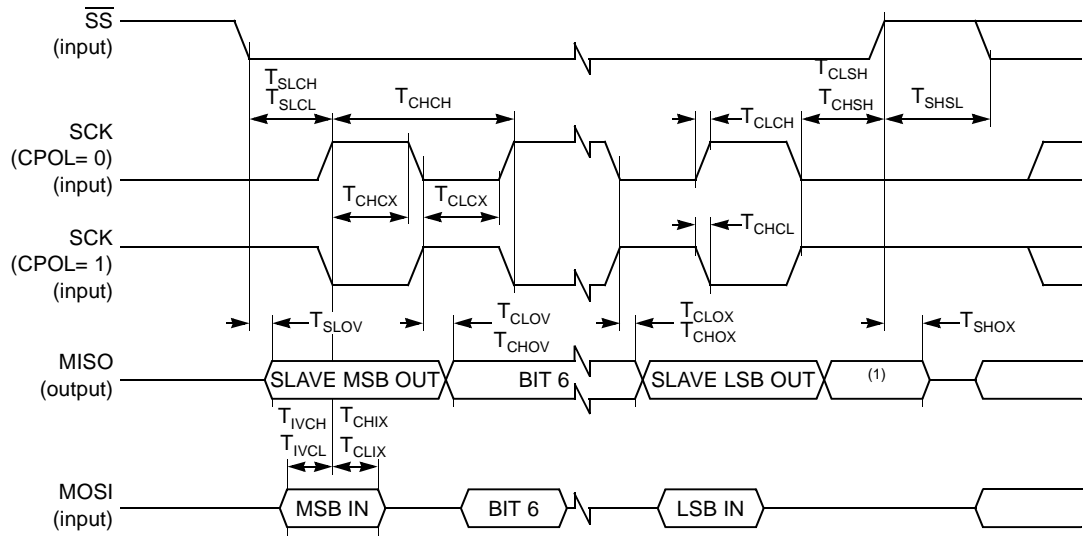 SS
(input)
TSLCH
TSLCL
TCHCH
TCLCH
TCLSH
TCHSH
TSHSL
SCK
(CPOL= 0)
(input)
TCHCX
TCLCX
TCHCL
SCK
(CPOL= 1)
(input)
TSLOV
TCLOV
TCHOV
TCLOX
TCHOX
TSHOX
MISO
(output)
SLAVE MSB OUT
BIT 6
SLAVE LSB OUT
(1)
TIVCH
TIVCL
TCHIX
TCLIX
MOSI
(input)
MSB IN
BIT 6
LSB IN